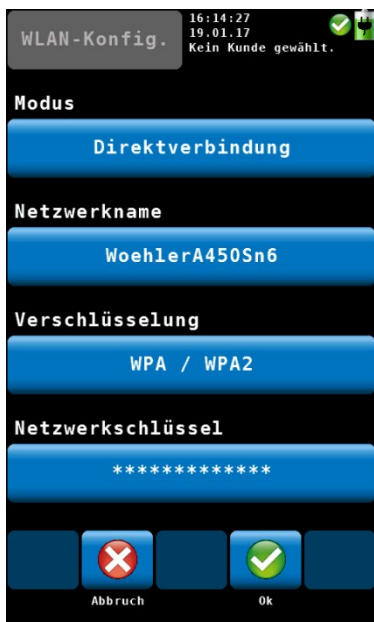 WLAN-Konfig.
16:14:27
19.01.17
Kein Kunde gewählt.
Modus
Direktverbindung
Netzwerkname
WoehlerA450Sn6
Verschlüsselung
WPA / WPA2
Netzwerkschlüssel
*************
Abbruch
Ok